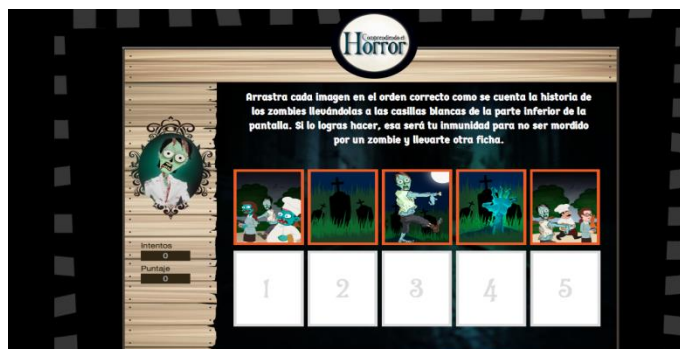 Comprendiendo el
Horror
Arrastra cada imagen en el orden correcto como se cuenta la historia de
los zombies llevándolas a las casillas blancas de la parte inferior de la
pantalla. Si lo logras hacer, esa será tu inmunidad para no ser mordido
por un zombie y llevarte otra ficha.
Intentos
0
Puntaje
0
1 2 3 4 5